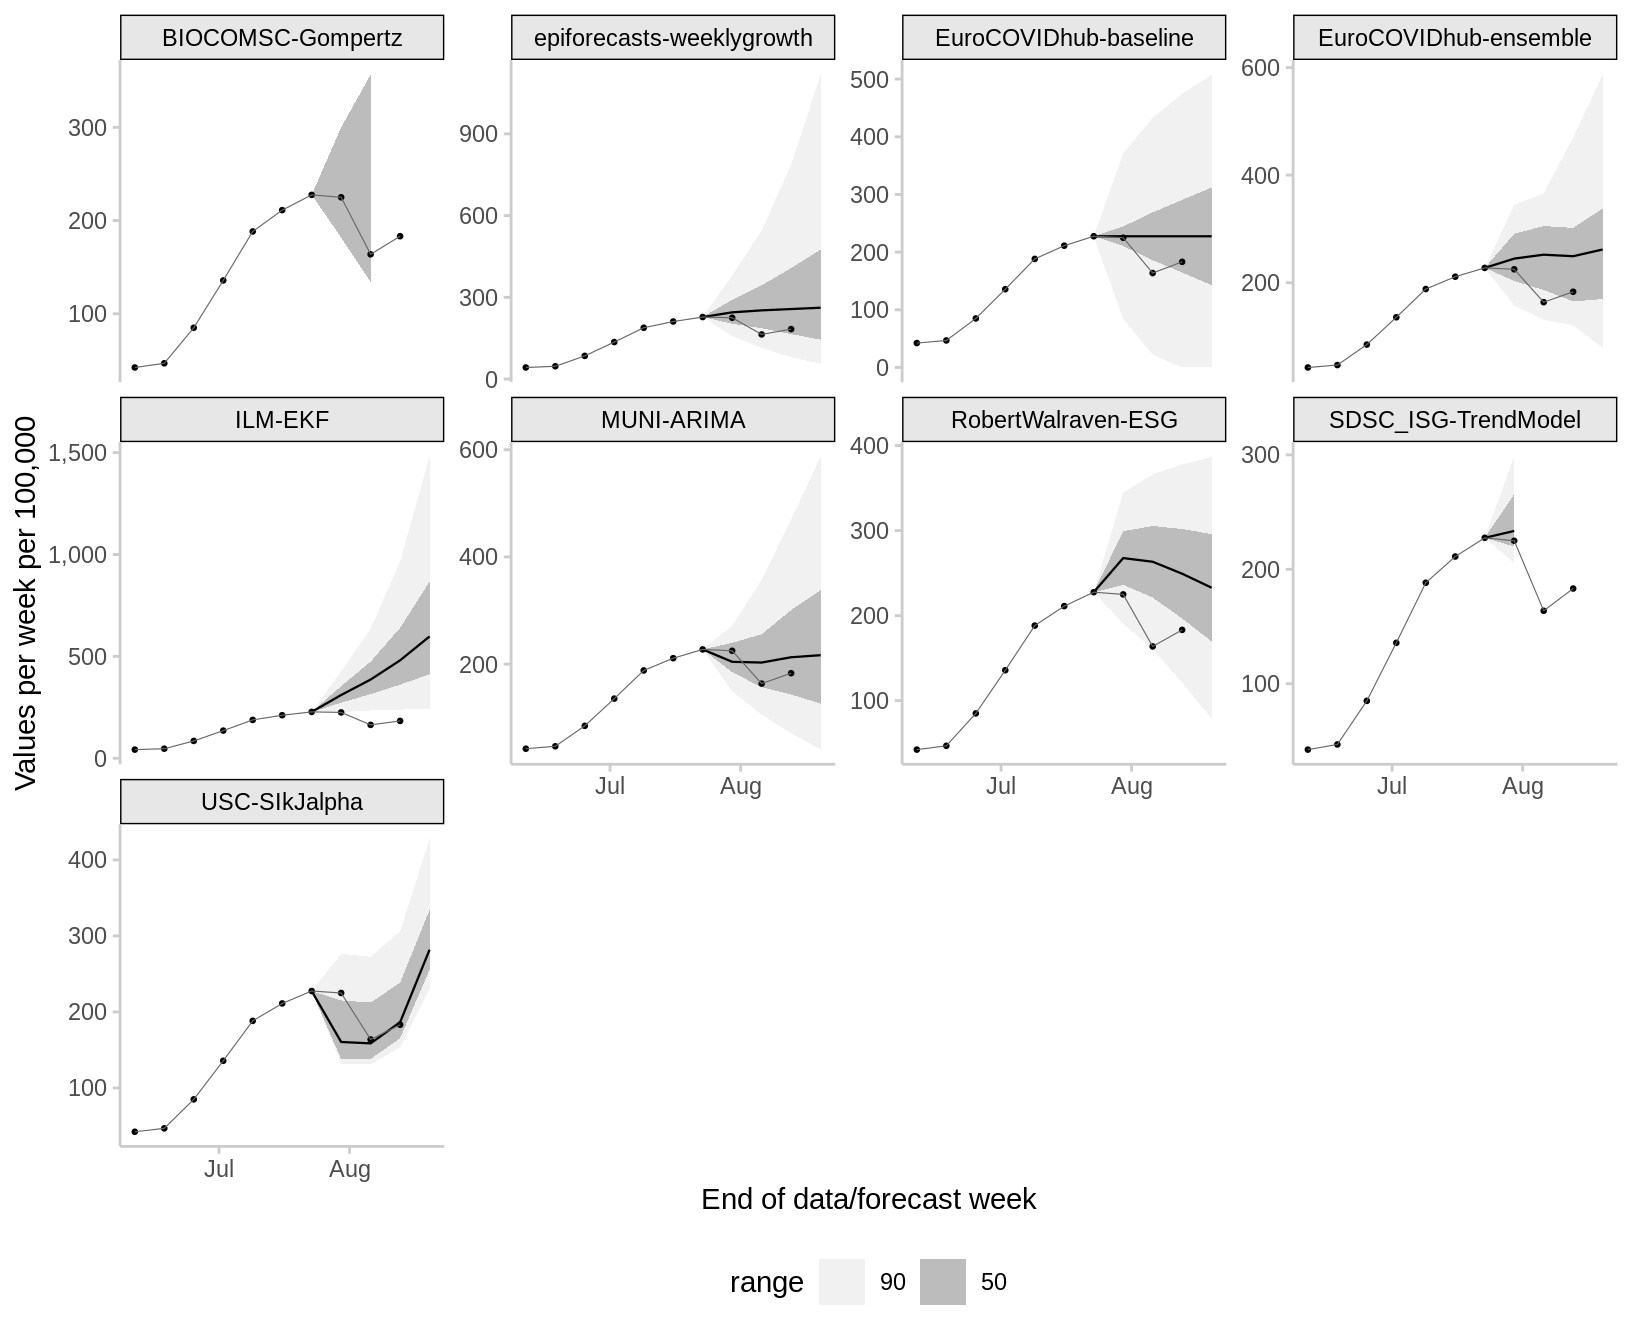 BIOCOMSC-Gompertz
epiforecasts-weeklygrowth
EuroCOVIDhub-baseline
EuroCOVIDhub-ensemble
300
200
100
900
600
300
0
500
400
300
200
100
0
600
400
200
ILM-EKF
MUNI-ARIMA
RobertWalraven-ESG
SDSC_ISG-TrendModel
Values per week per 100,000
1,500
1,000
500
0
600
400
200
400
300
200
100
300
200
100
Jul
Aug
Jul
Aug
Jul
Aug
USC-SIkJalpha
400
300
200
100
Jul
Aug
End of data/forecast week
range 90 50